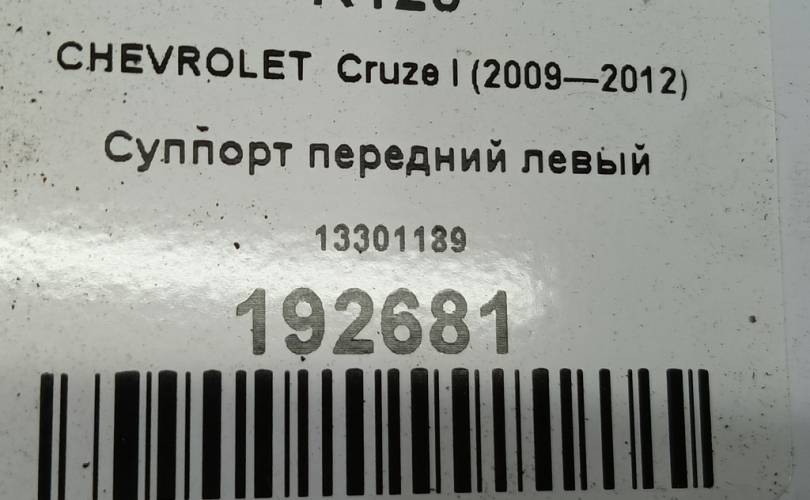 CHEVROLET Cruze I (2009—2012)
Суппорт передний левый
13301189
192681